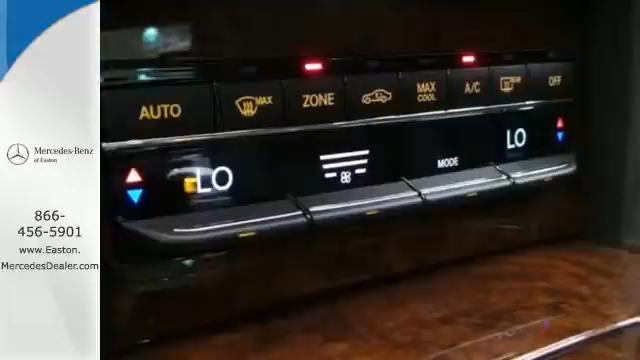 Mercedes-Benz
of Easton
866-
456-5901
www.Easton.
MercedesDealer.com
AUTO
MAX
ZONE
MAX
COOL
A/C
REAR
OFF
LO
MODE
LO